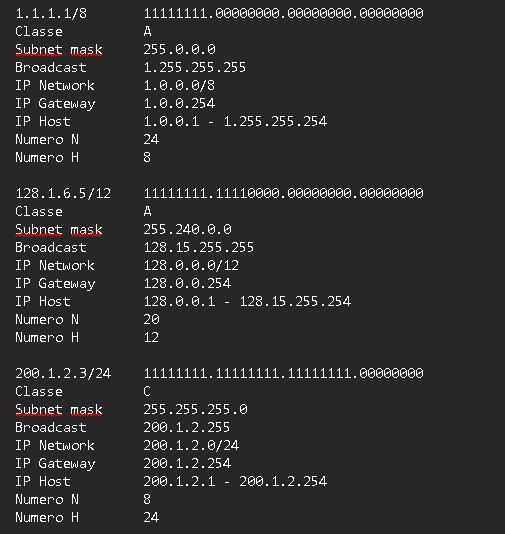 1.1.1.1/8 11111111.00000000.00000000.00000000
Classe A
Subnet mask 255.0.0.0
Broadcast 1.255.255.255
IP Network 1.0.0.0/8
IP Gateway 1.0.0.254
IP Host 1.0.0.1 - 1.255.255.254
Numero N 24
Numero H 8

128.1.6.5/12 11111111.11110000.00000000.00000000
Classe A
Subnet mask 255.240.0.0
Broadcast 128.15.255.255
IP Network 128.0.0.0/12
IP Gateway 128.0.0.254
IP Host 128.0.0.1 - 128.15.255.254
Numero N 20
Numero H 12

200.1.2.3/24 11111111.11111111.11111111.00000000
Classe C
Subnet mask 255.255.255.0
Broadcast 200.1.2.255
IP Network 200.1.2.0/24
IP Gateway 200.1.2.254
IP Host 200.1.2.1 - 200.1.2.254
Numero N 8
Numero H 24